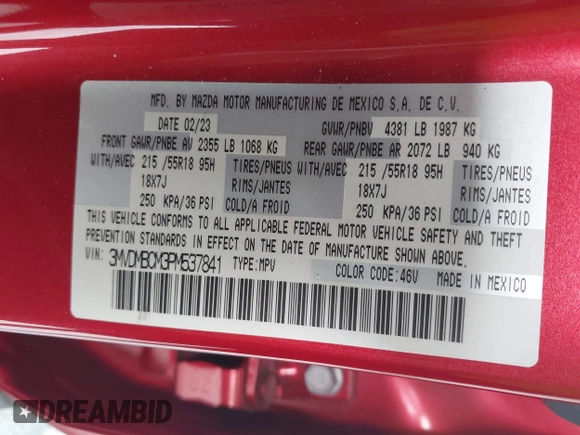 MFD. BY MAZDA MOTOR MANUFACTURING DE MEXICO S.A. DE C.V.
DATE 02/23 GVWR/PNBV 4381 LB 1987 KG
FRONT GAWR/PNBE AV 2355 LB 1068 KG REAR GAWR/PNBE AR 2072 LB 940 KG
WITH/AVEC 215 /55R18 95H TIRES/PNEUS WITH/AVEC 215 /55R18 95H TIRES/PNEUS
18X7J RIMS/JANTES 18X7J RIMS/JANTES
250 KPA/36 PSI COLD/A FROID 250 KPA/36 PSI COLD/A FROID
THIS VEHICLE CONFORMS TO ALL APPLICABLE FEDERAL MOTOR VEHICLE SAFETY AND THEFT
PREVENTION STANDARDS IN EFFECT ON THE DATE OF MANUFACTURE SHOWN ABOVE.
VIN: 3MVDMBCM3PM537841 TYPE:MPV COLOR CODE:46V MADE IN MEXICO
DREAMBID